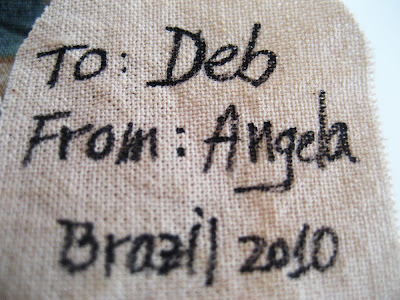 To: Deb
From: Angela
Brazil 2010